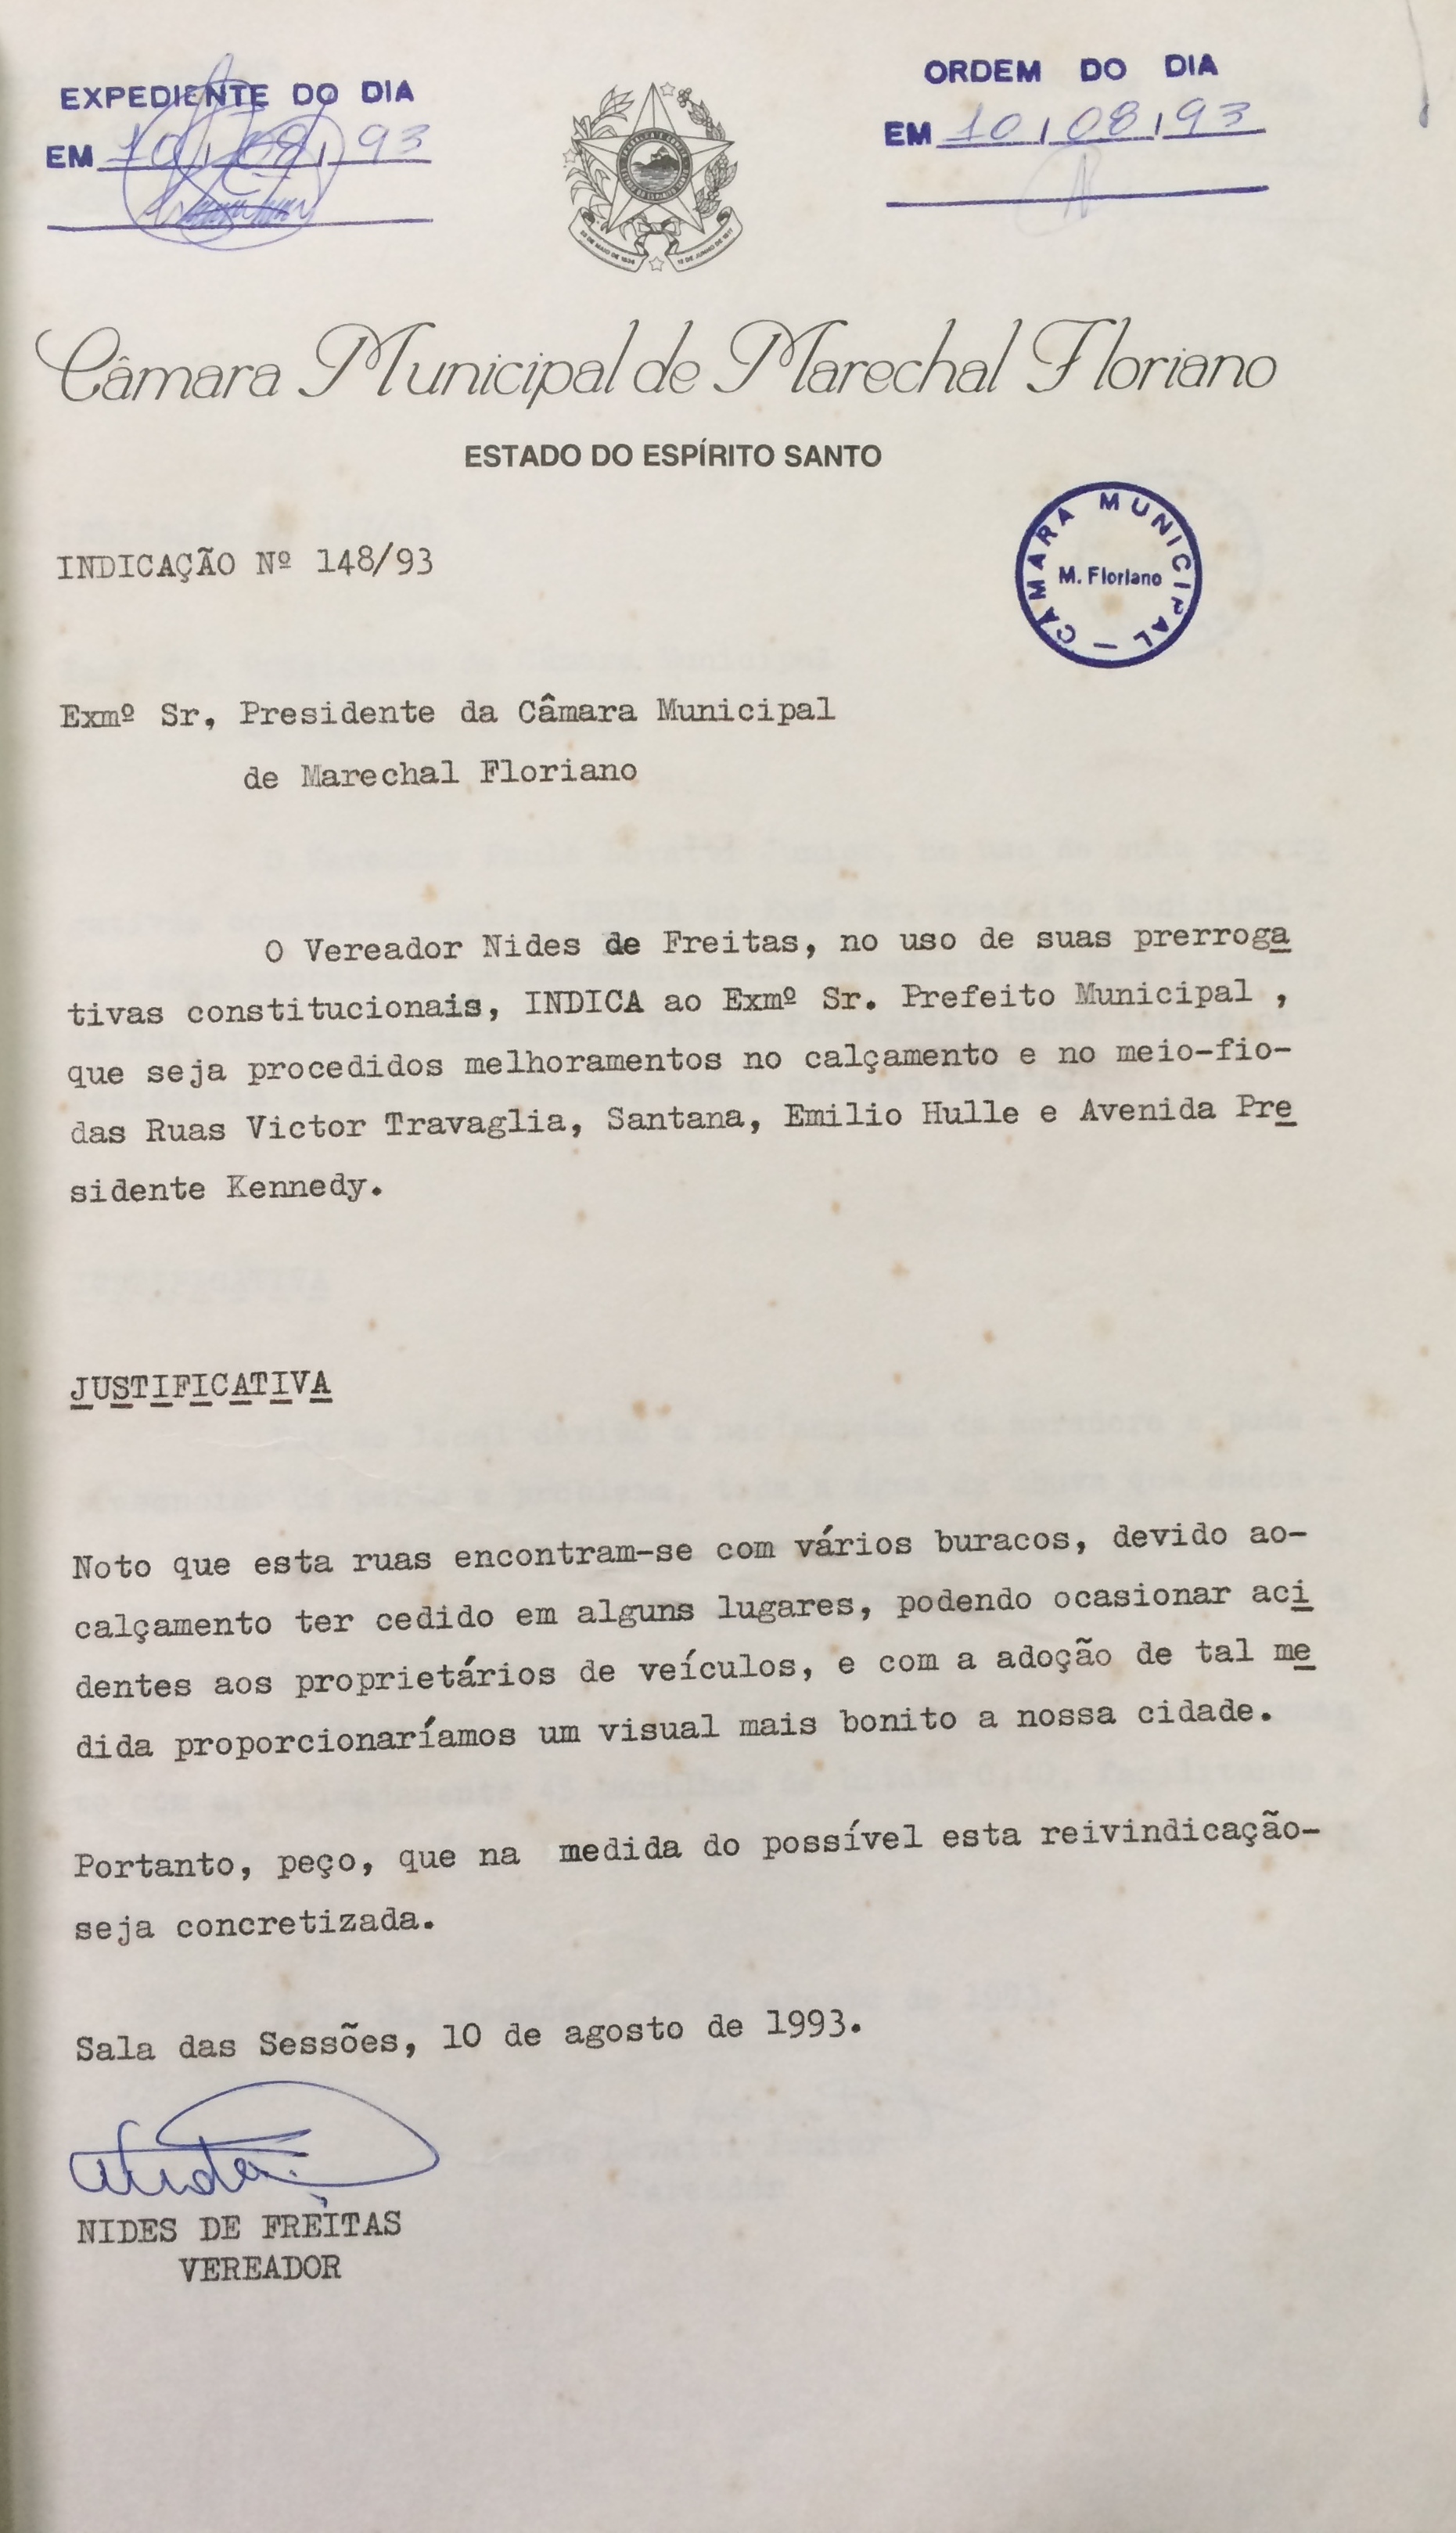 EXPEDIENTE DO DIA
EM 10, 08, 93
ORDEM DO DIA
EM 10, 08, 93
Câmara Municipal de Marechal Floriano
ESTADO DO ESPÍRITO SANTO
CÂMARA MUNICIPAL —
M. Floriano
INDICAÇÃO Nº 148/93
Exmº Sr, Presidente da Câmara Municipal
de Marechal Floriano
O Vereador Nides de Freitas, no uso de suas prerroga
tivas constitucionais, INDICA ao Exmº Sr. Prefeito Municipal ,
que seja procedidos melhoramentos no calçamento e no meio-fio-
das Ruas Victor Travaglia, Santana, Emilio Hulle e Avenida Pre
sidente Kennedy.
JUSTIFICATIVA
Noto que esta ruas encontram-se com vários buracos, devido ao-
calçamento ter cedido em alguns lugares, podendo ocasionar aci
dentes aos proprietários de veículos, e com a adoção de tal me
dida proporcionaríamos um visual mais bonito a nossa cidade.
Portanto, peço, que na medida do possível esta reivindicação-
seja concretizada.
Sala das Sessões, 10 de agosto de 1993.
NIDES DE FREITAS
VEREADOR